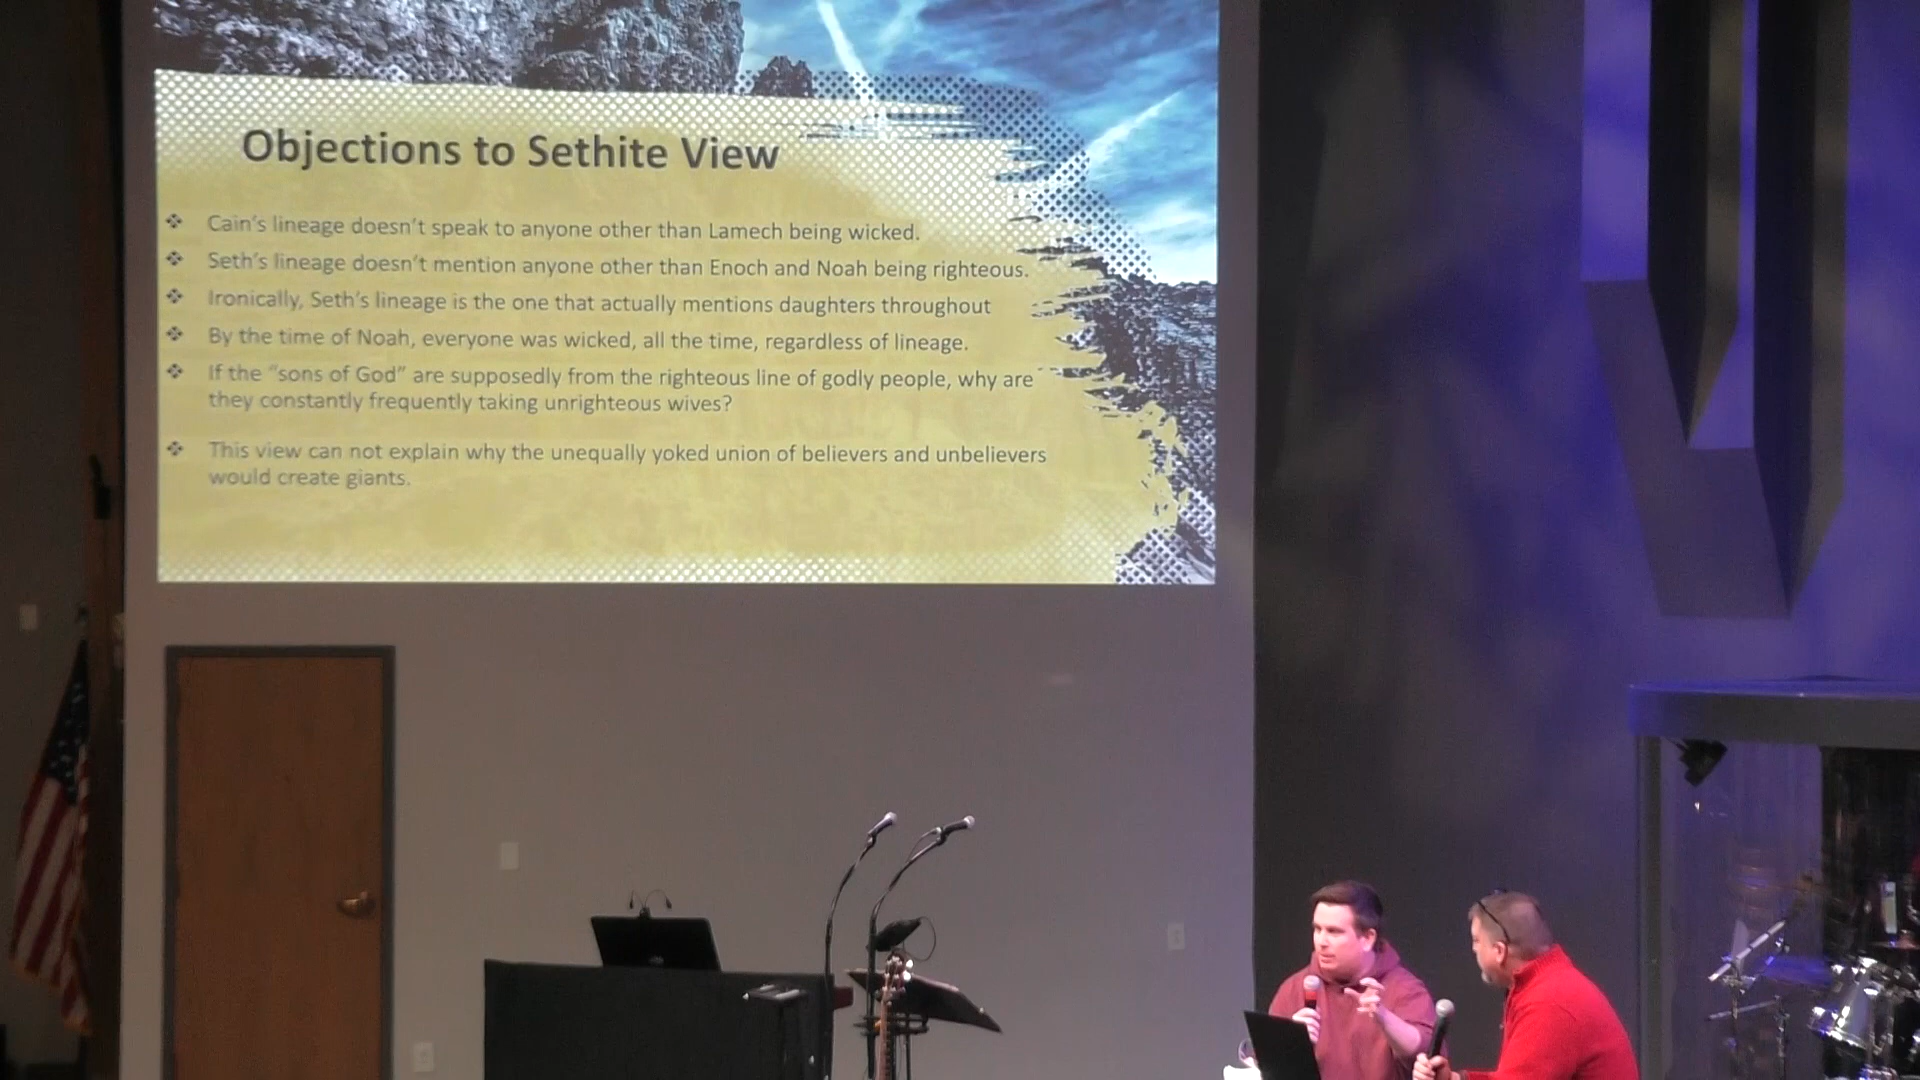 Objections to Sethite View
Cain's lineage doesn't speak to anyone other than Lamech being wicked.
Seth's lineage doesn't mention anyone other than Enoch and Noah being righteous.
Ironically, Seth's lineage is the one that actually mentions daughters throughout
By the time of Noah, everyone was wicked, all the time, regardless of lineage.
If the "sons of God" are supposedly from the righteous line of godly people, why are
they constantly frequently taking unrighteous wives?
This view can not explain why the unequally yoked union of believers and unbelievers
would create giants.